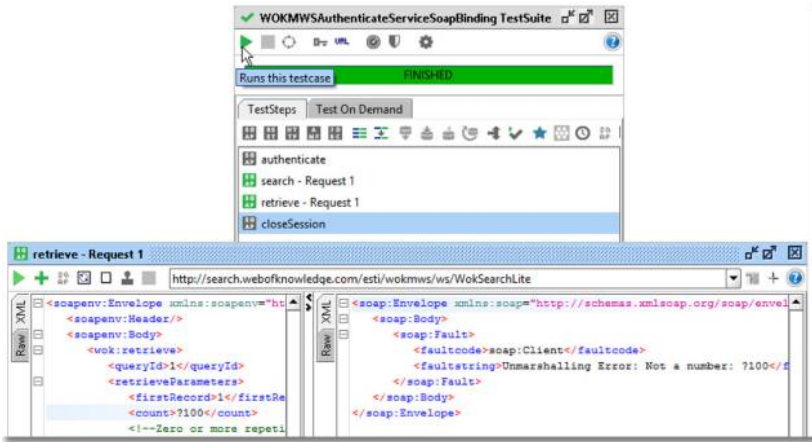 WOKMWSAuthenticateServiceSoapBinding TestSuite
URL
Runs this testcase
FINISHED
TestSteps Test On Demand
authenticate
search - Request 1
retrieve - Request 1
closeSession
retrieve - Request 1
http://search.webofknowledge.com/esti/wokmws/ws/WokSearchLite
XML
Raw
<soapenv:Envelope xmlns:soapenv="ht
<soapenv:Header/>
<soapenv:Body>
<wok:retrieve>
<queryId>1</queryId>
<retrieveParameters>
<firstRecord>1</firstRe
<count>?100</count>
<!--Zero or more repeti
XML
Raw
<soap:Envelope xmlns:soap="http://schemas.xmlsoap.org/soap/envel
<soap:Body>
<soap:Fault>
<faultcode>soap:Client</faultcode>
<faultstring>Unmarshalling Error: Not a number: ?100</f
</soap:Fault>
</soap:Body>
</soap:Envelope>